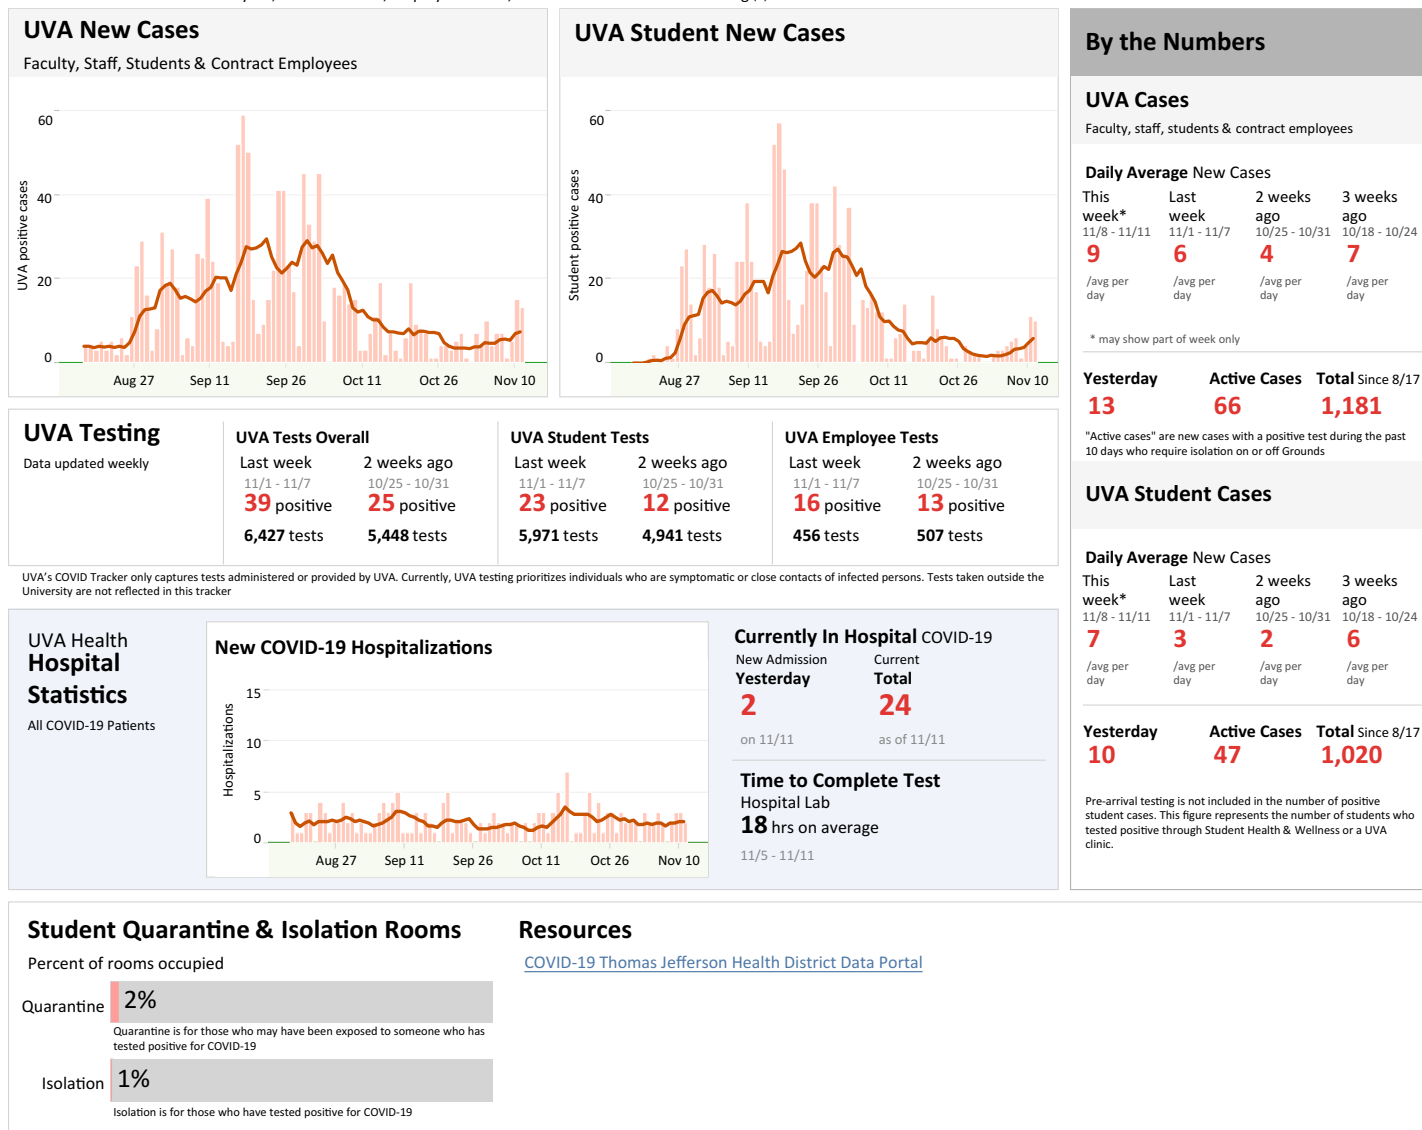 UVA New Cases
Faculty, Staff, Students & Contract Employees
UVA positive cases
60
40
20
0
Aug 27 Sep 11 Sep 26 Oct 11 Oct 26 Nov 10
UVA Student New Cases
Student positive cases
60
40
20
0
Aug 27 Sep 11 Sep 26 Oct 11 Oct 26 Nov 10
By the Numbers
UVA Cases
Faculty, staff, students & contract employees
Daily Average New Cases
This Last 2 weeks 3 weeks
week* week ago ago
11/8 - 11/11 11/1 - 11/7 10/25 - 10/31 10/18 - 10/24
9 6 4 7
/avg per /avg per /avg per /avg per
day day day day
* may show part of week only
Yesterday Active Cases Total Since 8/17
13 66 1,181
"Active cases" are new cases with a positive test during the past
10 days who require isolation on or off Grounds
UVA Student Cases
Daily Average New Cases
This Last 2 weeks 3 weeks
week* week ago ago
11/8 - 11/11 11/1 - 11/7 10/25 - 10/31 10/18 - 10/24
7 3 2 6
/avg per /avg per /avg per /avg per
day day day day
Yesterday Active Cases Total Since 8/17
10 47 1,020
Pre-arrival testing is not included in the number of positive
student cases. This figure represents the number of students who
tested positive through Student Health & Wellness or a UVA
clinic.
UVA Testing
Data updated weekly
UVA Tests Overall
Last week 2 weeks ago
11/1 - 11/7 10/25 - 10/31
39 positive 25 positive
6,427 tests 5,448 tests
UVA Student Tests
Last week 2 weeks ago
11/1 - 11/7 10/25 - 10/31
23 positive 12 positive
5,971 tests 4,941 tests
UVA Employee Tests
Last week 2 weeks ago
11/1 - 11/7 10/25 - 10/31
16 positive 13 positive
456 tests 507 tests
UVA's COVID Tracker only captures tests administered or provided by UVA. Currently, UVA testing prioritizes individuals who are symptomatic or close contacts of infected persons. Tests taken outside the
University are not reflected in this tracker
UVA Health
Hospital
Statistics
All COVID-19 Patients
New COVID-19 Hospitalizations
Hospitalizations
15
10
5
0
Aug 27 Sep 11 Sep 26 Oct 11 Oct 26 Nov 10
Currently In Hospital COVID-19
New Admission Current
Yesterday Total
2 24
on 11/11 as of 11/11
Time to Complete Test
Hospital Lab
18 hrs on average
11/5 - 11/11
Student Quarantine & Isolation Rooms
Percent of rooms occupied
Quarantine 2%
Quarantine is for those who may have been exposed to someone who has
tested positive for COVID-19
Isolation 1%
Isolation is for those who have tested positive for COVID-19
Resources
COVID-19 Thomas Jefferson Health District Data Portal